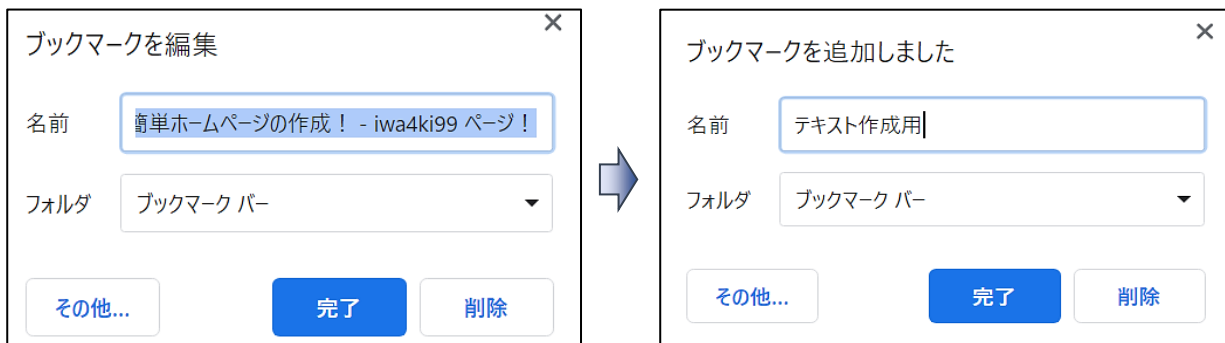 ブックマークを編集
名前
簡単ホームページの作成！ - iwa4ki99 ページ！
フォルダ
ブックマーク バー
その他...
完了
削除
ブックマークを追加しました
名前
テキスト作成用
フォルダ
ブックマーク バー
その他...
完了
削除